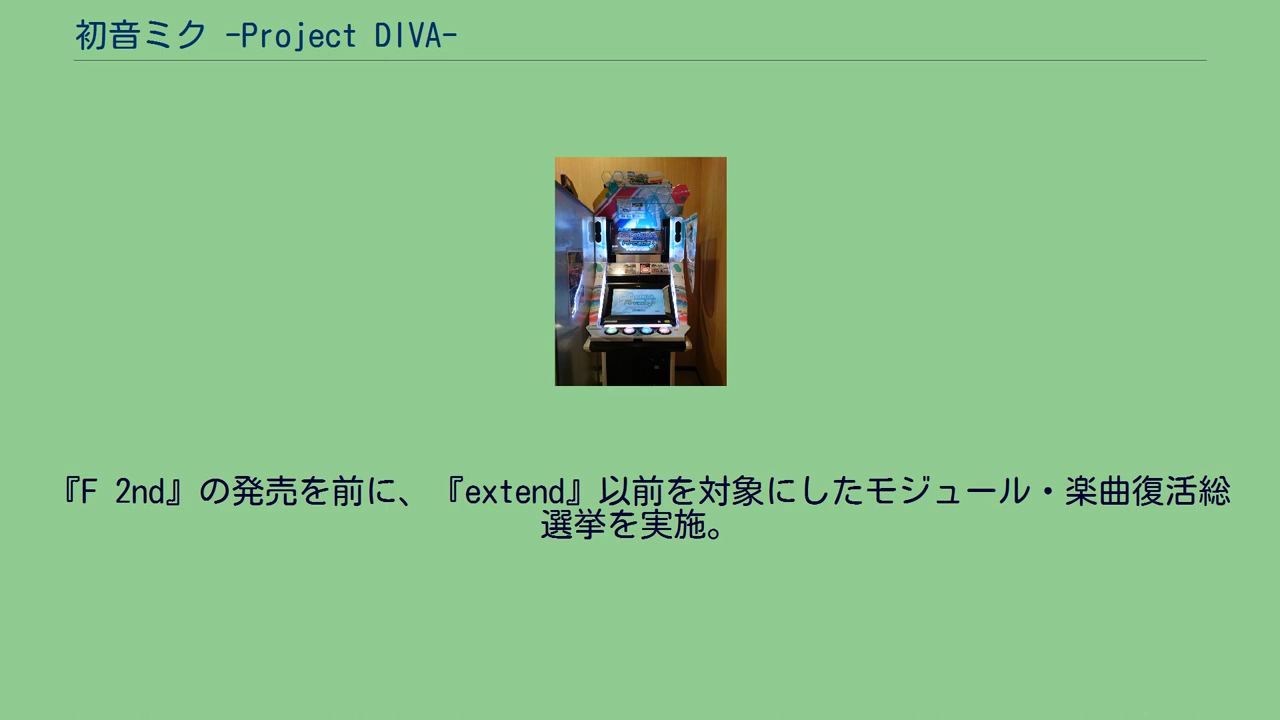 初音ミク -Project DIVA-
『F 2nd』の発売を前に、『extend』以前を対象にしたモジュール・楽曲復活総
選挙を実施。